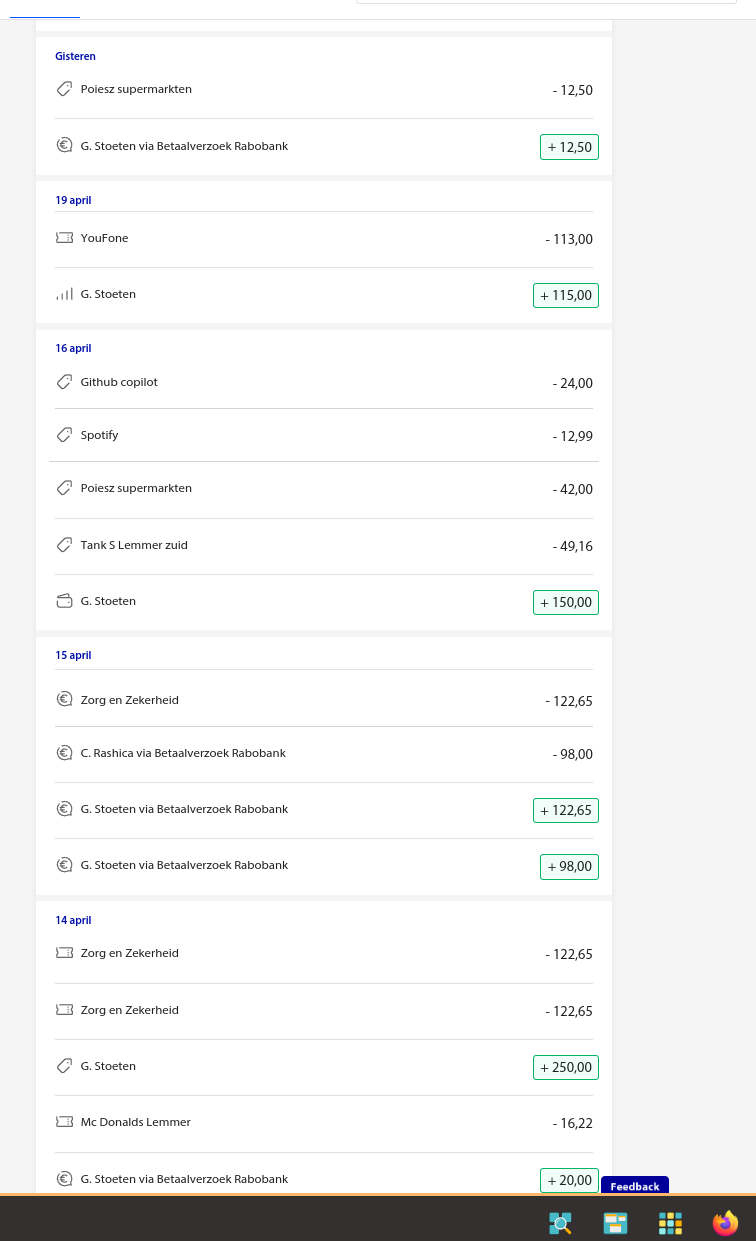 Gisteren
Poiesz supermarkten - 12,50
G. Stoeten via Betaalverzoek Rabobank + 12,50
19 april
YouFone - 113,00
G. Stoeten + 115,00
16 april
Github copilot - 24,00
Spotify - 12,99
Poiesz supermarkten - 42,00
Tank S Lemmer zuid - 49,16
G. Stoeten + 150,00
15 april
Zorg en Zekerheid - 122,65
C. Rashica via Betaalverzoek Rabobank - 98,00
G. Stoeten via Betaalverzoek Rabobank + 122,65
G. Stoeten via Betaalverzoek Rabobank + 98,00
14 april
Zorg en Zekerheid - 122,65
Zorg en Zekerheid - 122,65
G. Stoeten + 250,00
Mc Donalds Lemmer - 16,22
G. Stoeten via Betaalverzoek Rabobank + 20,00
Feedback